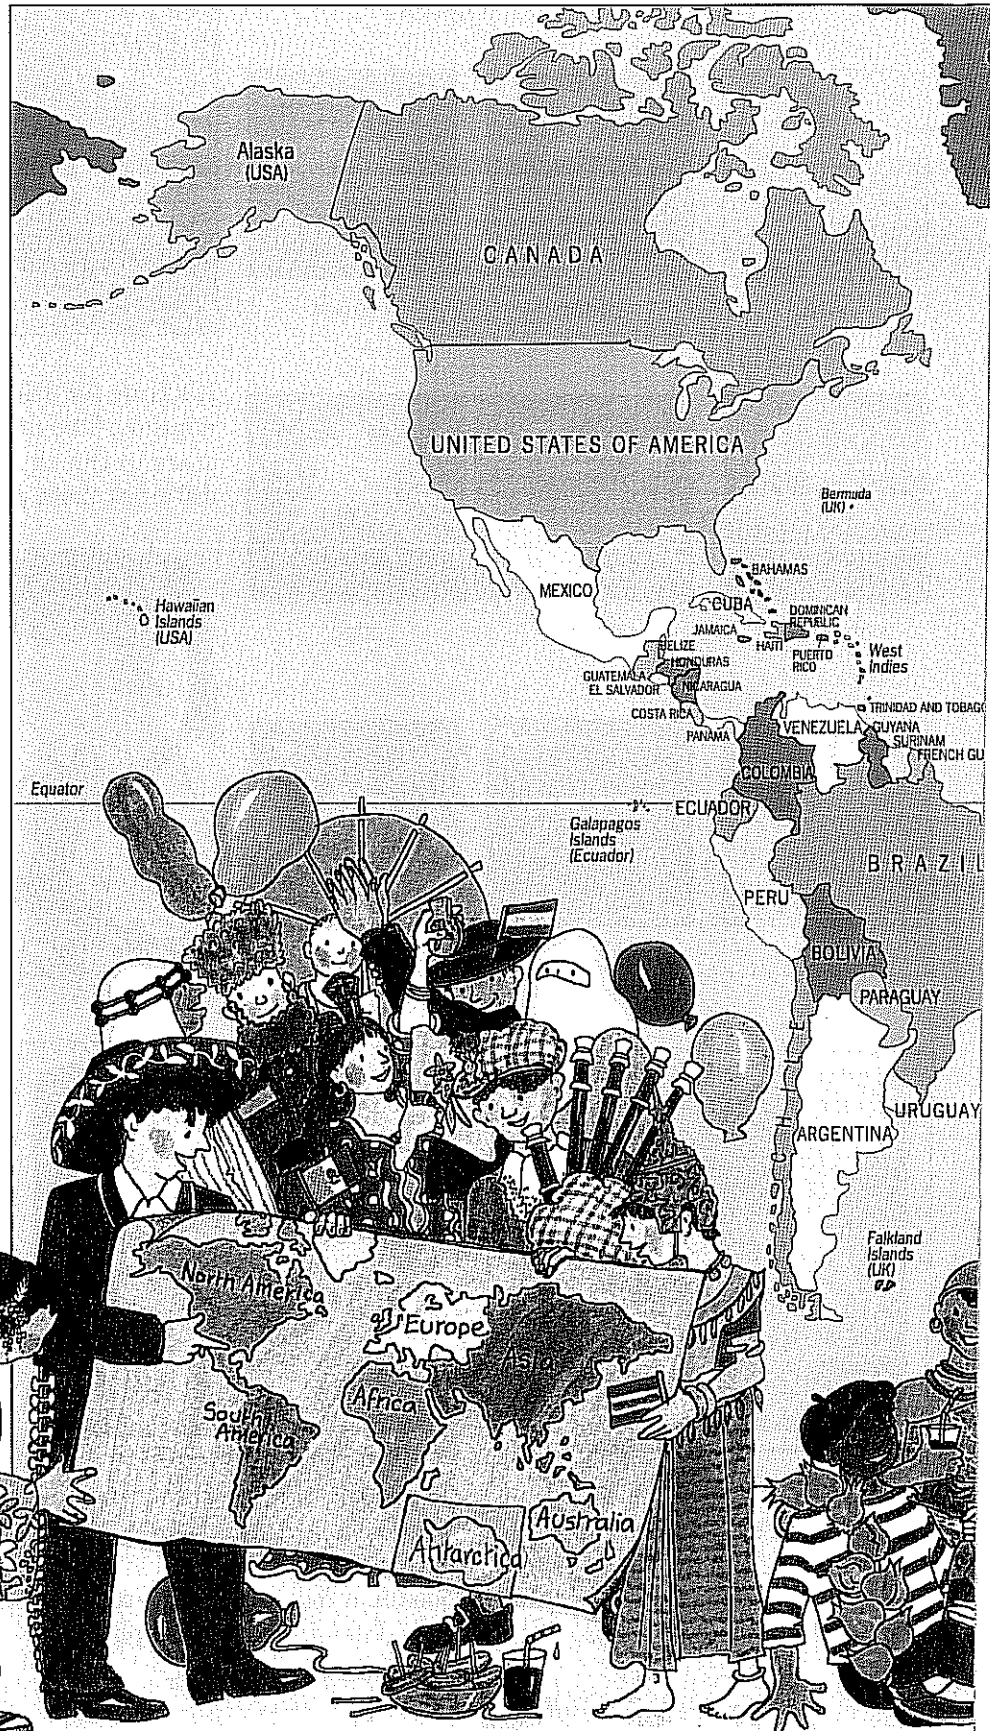 Alaska
(USA)
CANADA
UNITED STATES OF AMERICA
Bermuda
(UK)
BAHAMAS
MEXICO
CUBA
Hawaiian
Islands
(USA)
DOMINICAN
REPUBLIC
JAMAICA
HAITI
PUERTO
RICO
BELIZE
HONDURAS
West
Indies
GUATEMALA
EL SALVADOR
NICARAGUA
COSTA RICA
TRINIDAD AND TOBAGO
PANAMA
VENEZUELA
GUYANA
SURINAM
FRENCH GU
COLOMBIA
Equator
ECUADOR
Galapagos
Islands
(Ecuador)
BRAZIL
PERU
BOLIVIA
PARAGUAY
CHILE
URUGUAY
ARGENTINA
Falkland
Islands
(UK)
North America
Europe
Asia
Africa
South
America
Australia
Antarctica